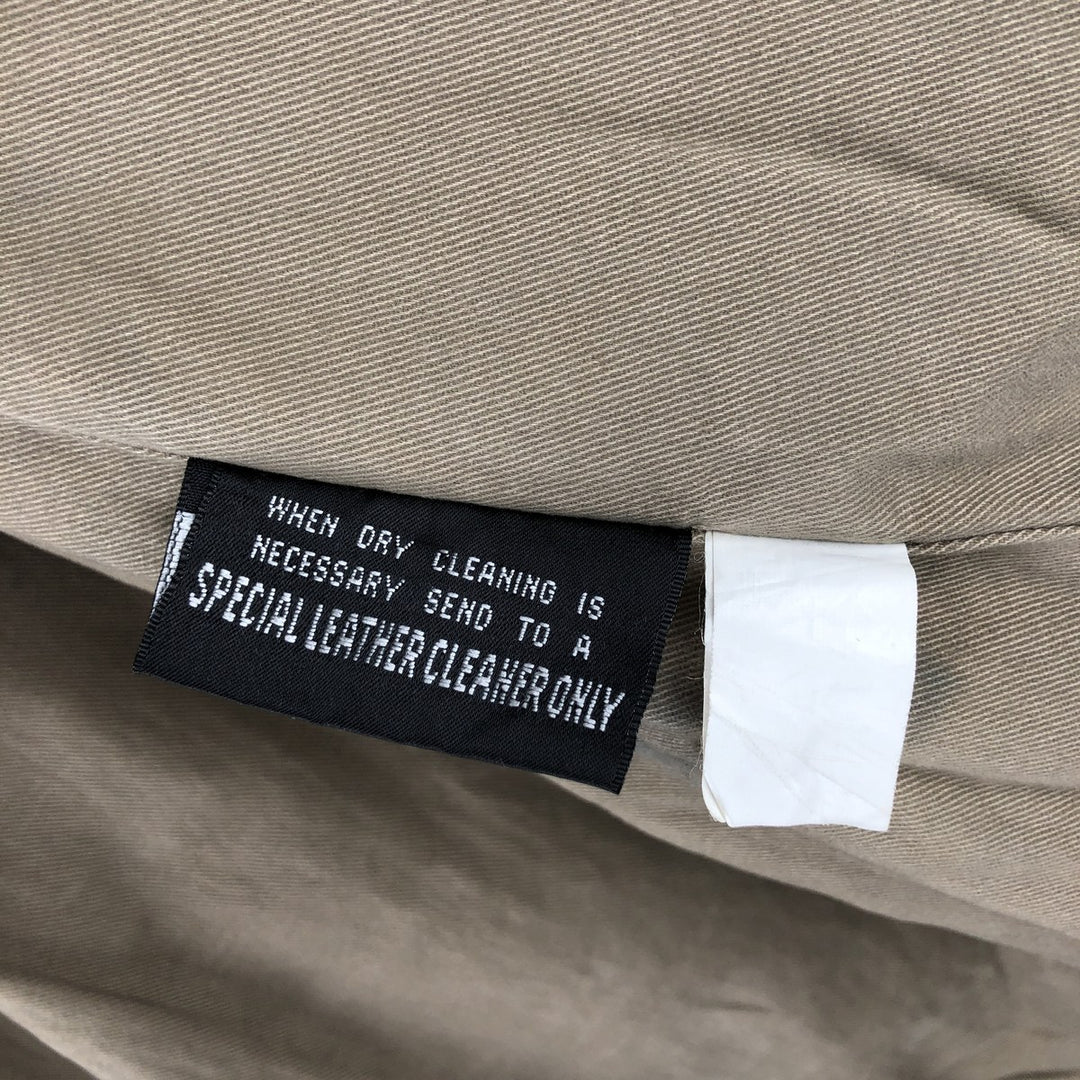 WHEN DRY CLEANING IS
NECESSARY SEND TO A
SPECIAL LEATHER CLEANER ONLY